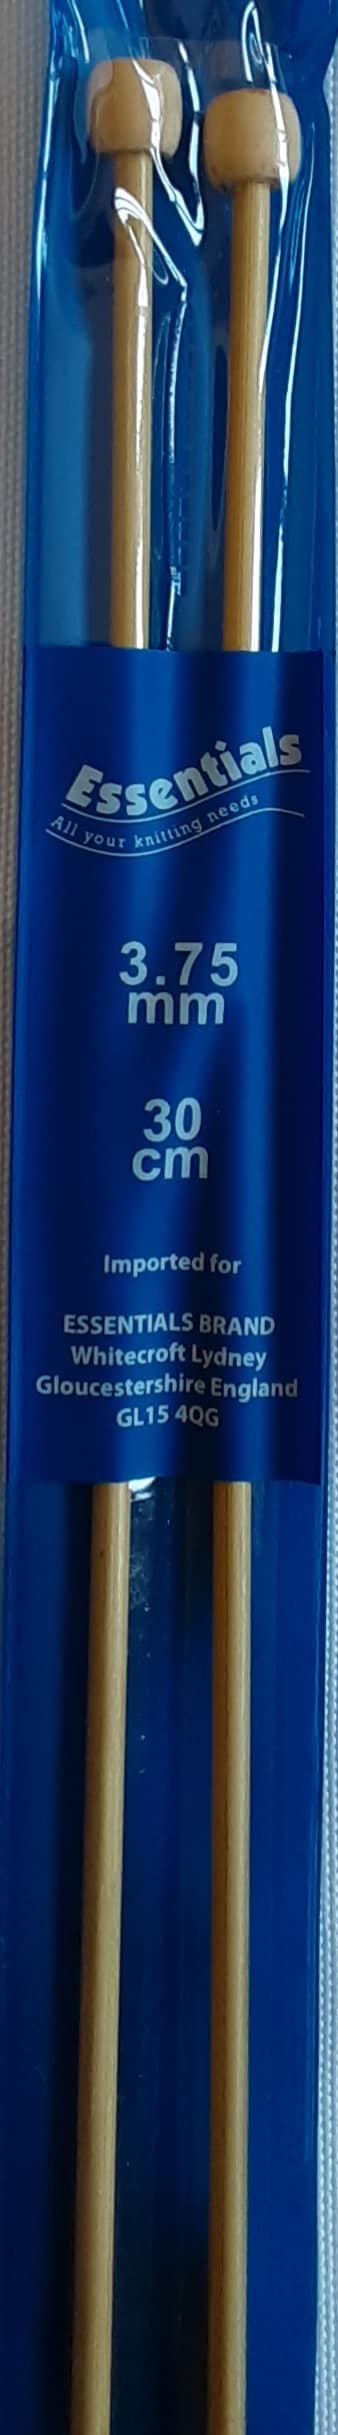 Essentials
All your knitting needs
3.75
mm
30
cm
Imported for
ESSENTIALS BRAND
Whitecroft Lydney
Gloucestershire England
GL15 4QG